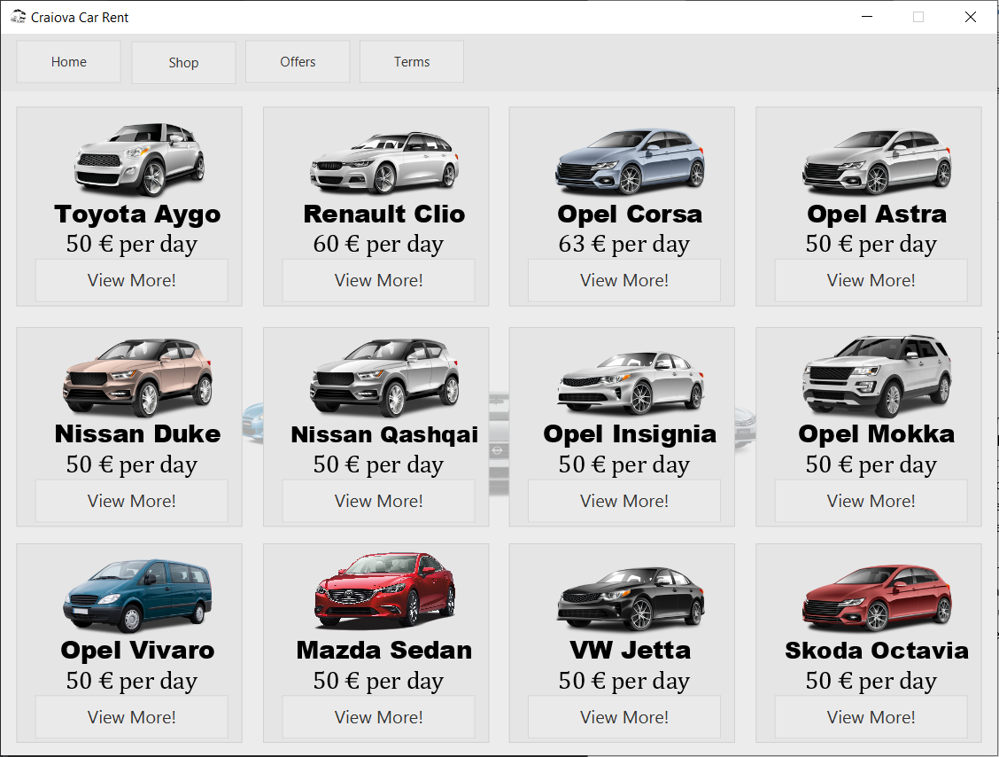 Craiova Car Rent
Home
Shop
Offers
Terms
Toyota Aygo
50 € per day
View More!
Renault Clio
60 € per day
View More!
Opel Corsa
63 € per day
View More!
Opel Astra
50 € per day
View More!
Nissan Duke
50 € per day
View More!
Nissan Qashqai
50 € per day
View More!
Opel Insignia
50 € per day
View More!
Opel Mokka
50 € per day
View More!
Opel Vivaro
50 € per day
View More!
Mazda Sedan
50 € per day
View More!
VW Jetta
50 € per day
View More!
Skoda Octavia
50 € per day
View More!